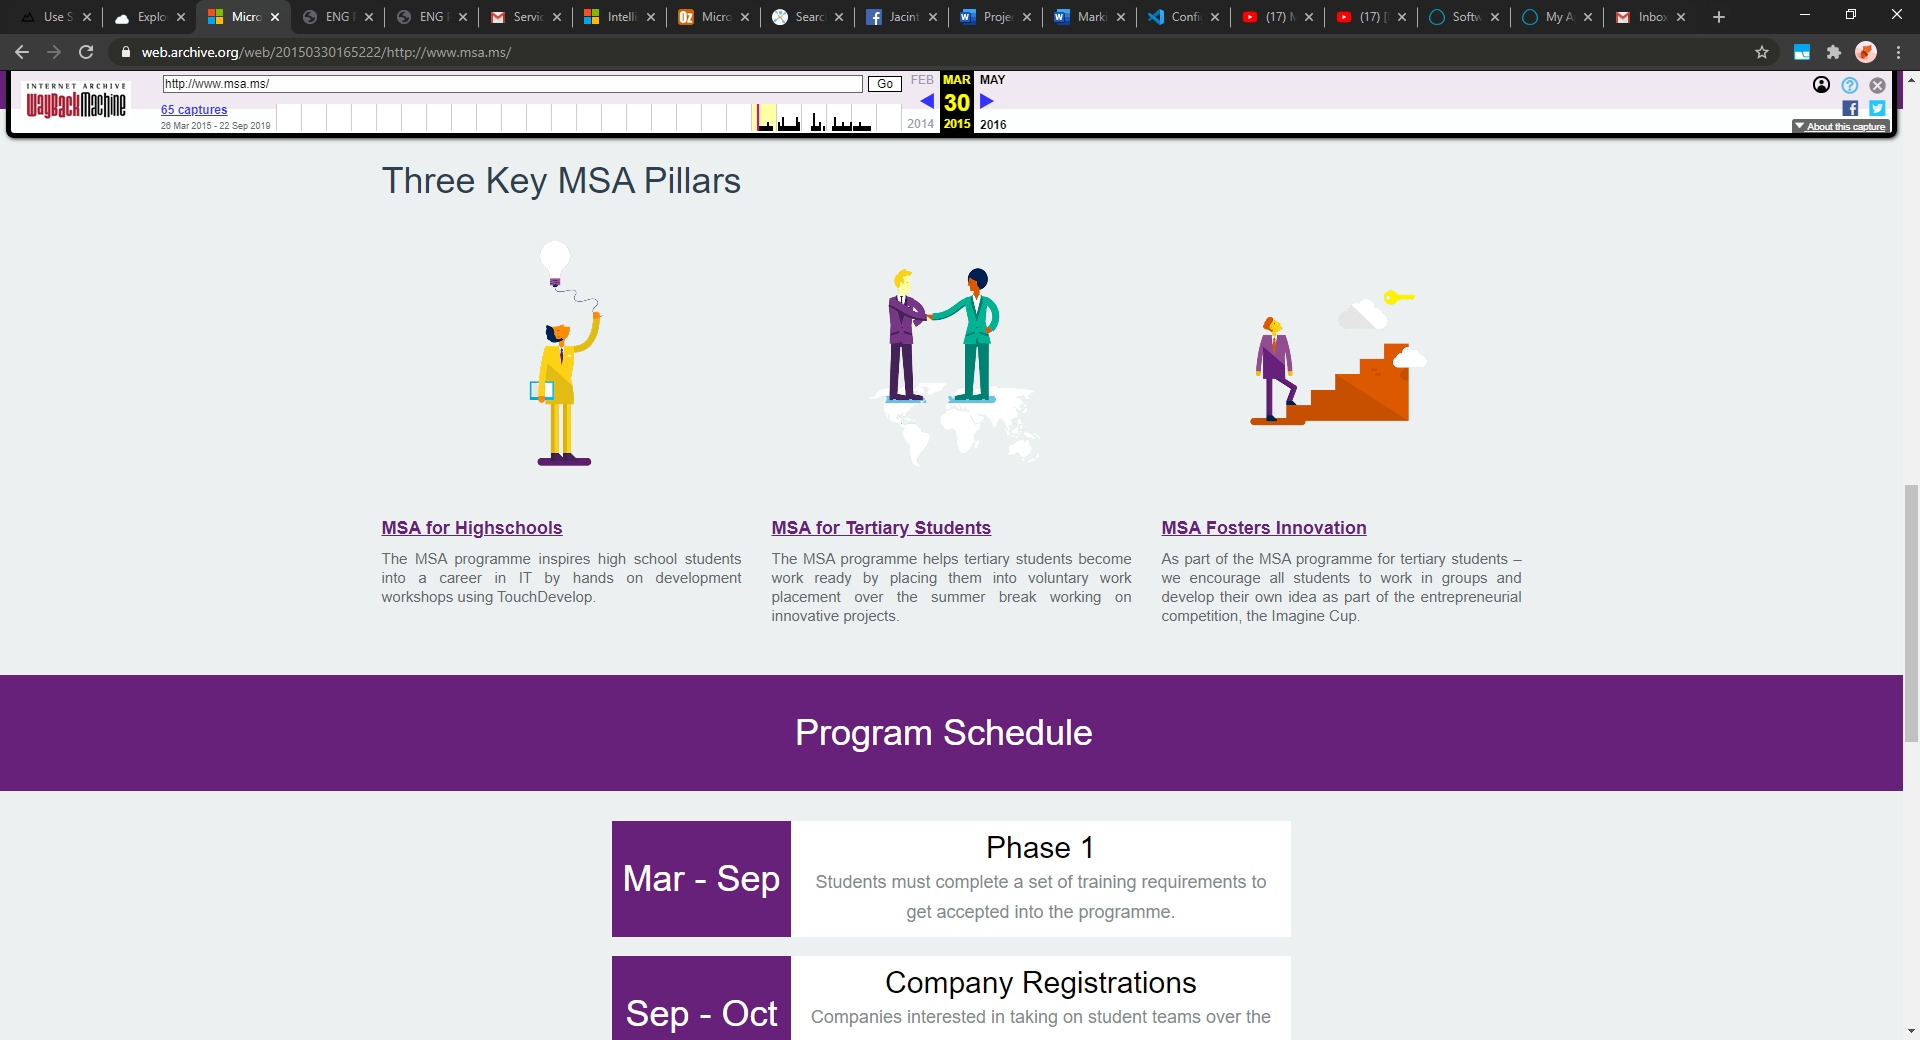 Use S
Explo
Micro
ENG
ENG
Servic
Intelli
Micro
Searc
Jacint
Projec
Marki
Confi
(17)
(17)
Softw
My A
Inbox
web.archive.org/web/20150330165222/http://www.msa.ms/
INTERNET ARCHIVE
WayBackMachine
http://www.msa.ms/
Go
FEB MAR MAY
65 captures
30
26 Mar 2015 - 22 Sep 2019
2014 2015 2016
About this capture
Three Key MSA Pillars
MSA for Highschools
The MSA programme inspires high school students
into a career in IT by hands on development
workshops using TouchDevelop.
MSA for Tertiary Students
The MSA programme helps tertiary students become
work ready by placing them into voluntary work
placement over the summer break working on
innovative projects.
MSA Fosters Innovation
As part of the MSA programme for tertiary students –
we encourage all students to work in groups and
develop their own idea as part of the entrepreneurial
competition, the Imagine Cup.
Program Schedule
Mar - Sep
Phase 1
Students must complete a set of training requirements to
get accepted into the programme.
Sep - Oct
Company Registrations
Companies interested in taking on student teams over the